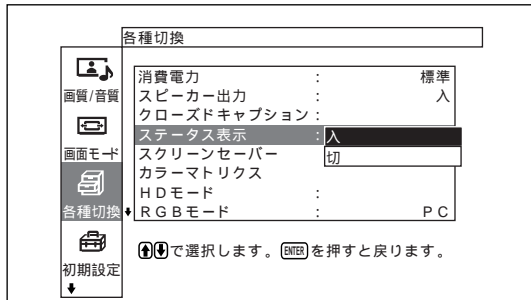 各種切換
画質/音質
画面モード
各種切換
初期設定
消費電力 : 標準
スピーカー出力 : 入
クローズドキャプション :
ステータス表示 : 入
切
スクリーンセーバー
カラーマトリクス
HDモード :
RGBモード : PC
で選択します。ENTERを押すと戻ります。